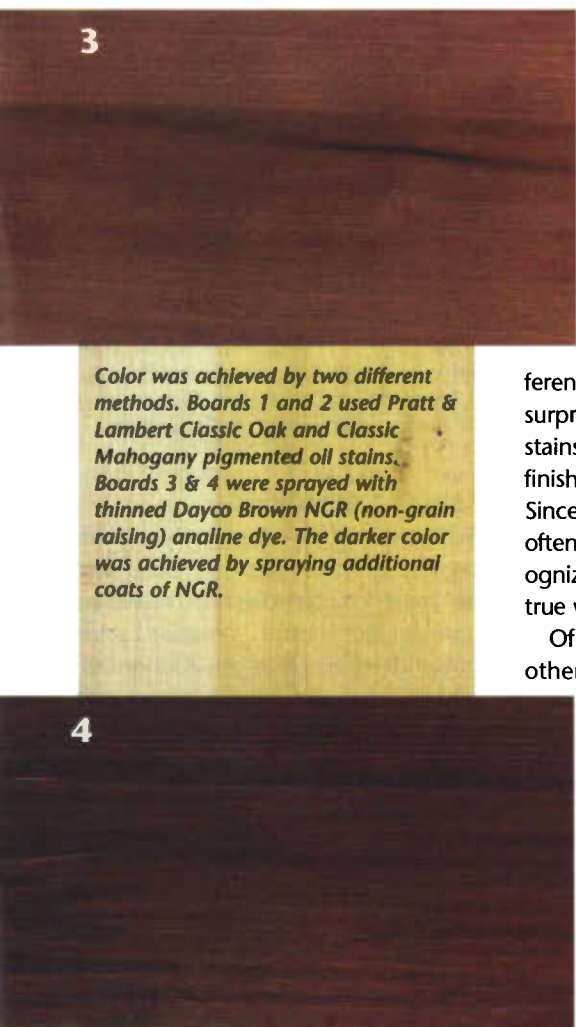 3
Color was achieved by two different
methods. Boards 1 and 2 used Pratt &
Lambert Classic Oak and Classic
Mahogany pigmented oil stains.
Boards 3 & 4 were sprayed with
thinned Dayco Brown NGR (non-grain
raising) analine dye. The darker color
was achieved by spraying additional
coats of NGR.
feren
surpr
stains
finish
Since
often
ogniz
true
Of
other
4